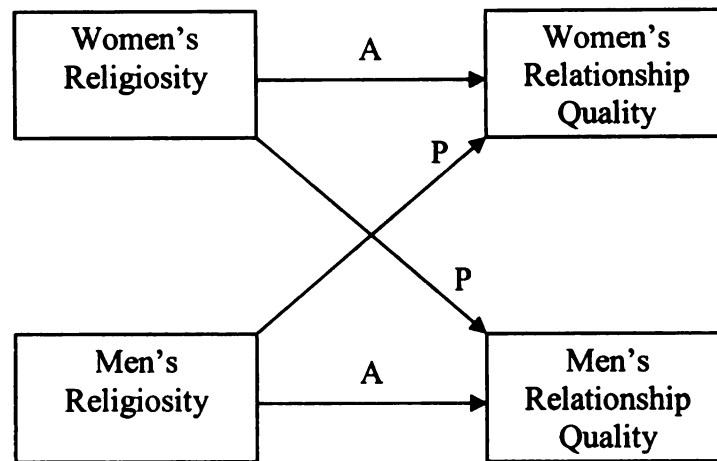 Women's
Religiosity
A
Women's
Relationship
Quality
P
P
Men's
Religiosity
A
Men's
Relationship
Quality